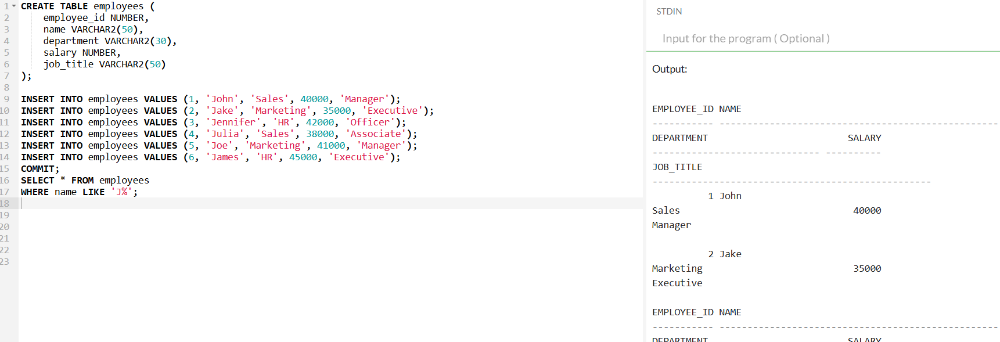 1 CREATE TABLE employees (
2 employee_id NUMBER,
3 name VARCHAR2(50),
4 department VARCHAR2(30),
5 salary NUMBER,
6 job_title VARCHAR2(50)
7 );
8
9 INSERT INTO employees VALUES (1, 'John', 'Sales', 40000, 'Manager');
10 INSERT INTO employees VALUES (2, 'Jake', 'Marketing', 35000, 'Executive');
11 INSERT INTO employees VALUES (3, 'Jennifer', 'HR', 42000, 'Officer');
12 INSERT INTO employees VALUES (4, 'Julia', 'Sales', 38000, 'Associate');
13 INSERT INTO employees VALUES (5, 'Joe', 'Marketing', 41000, 'Manager');
14 INSERT INTO employees VALUES (6, 'James', 'HR', 45000, 'Executive');
15 COMMIT;
16 SELECT * FROM employees
17 WHERE name LIKE 'J%';
18
19
20
21
22
23
STDIN
Input for the program ( Optional )
Output:
EMPLOYEE_ID NAME
----------- --------------------------------------------------
DEPARTMENT                         SALARY
------------------------------ ----------
JOB_TITLE
--------------------------------------------------
1 John
Sales                               40000
Manager
2 Jake
Marketing                           35000
Executive
EMPLOYEE_ID NAME
----------- --------------------------------------------------
DEPARTMENT                         SALARY